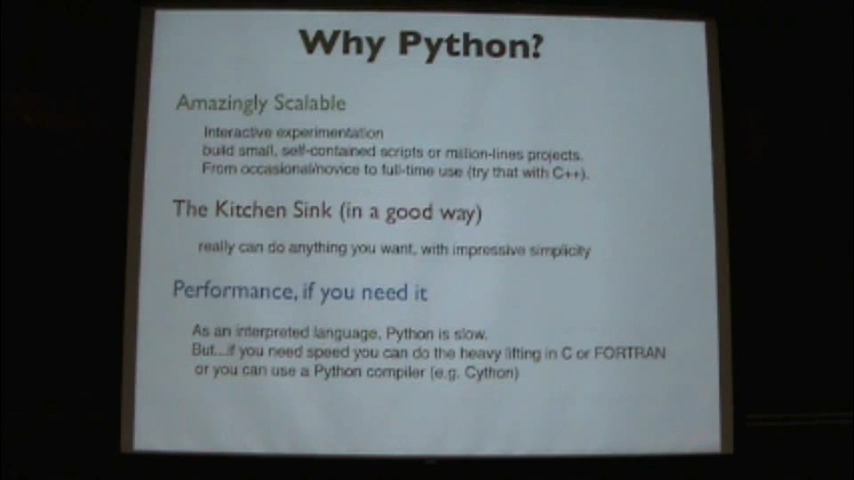 Why Python?
Amazingly Scalable
Interactive experimentation
build small, self-contained scripts or million-lines projects.
From occasional/novice to full-time use (try that with C++).
The Kitchen Sink (in a good way)
really can do anything you want, with impressive simplicity
Performance, if you need it
As an interpreted language, Python is slow.
But...if you need speed you can do the heavy lifting in C or FORTRAN
or you can use a Python compiler (e.g. Cython)